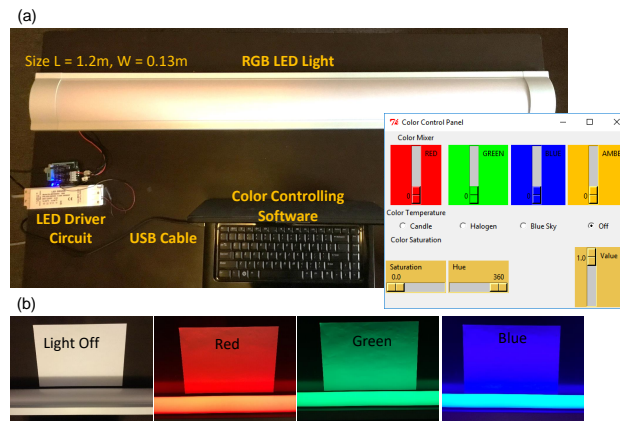 (a)
Size L = 1.2m, W = 0.13m
RGB LED Light
Color Control Panel
Color Mixer
RED
GREEN
BLUE
AMBE
0
0
0
0
Color Temperature
Candle
Halogen
Blue Sky
Off
Color Saturation
Saturation
0.0
Hue
360
1.0
Value
LED Driver
Circuit
USB Cable
Color Controlling
Software
(b)
Light Off
Red
Green
Blue